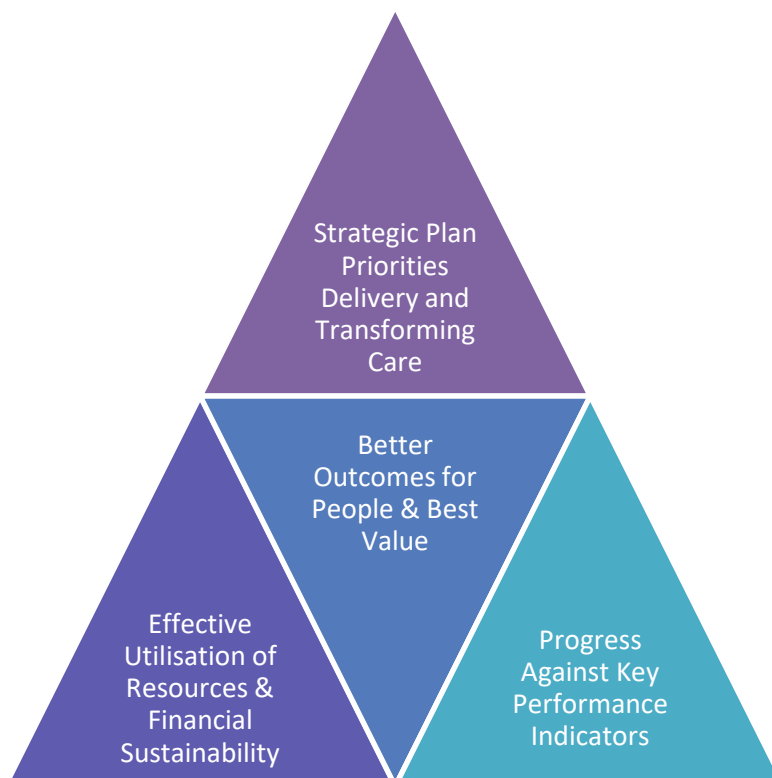 Strategic Plan
Priorities
Delivery and
Transforming
Care
Better
Outcomes for
People & Best
Value
Effective
Utilisation of
Resources &
Financial
Sustainability
Progress
Against Key
Performance
Indicators